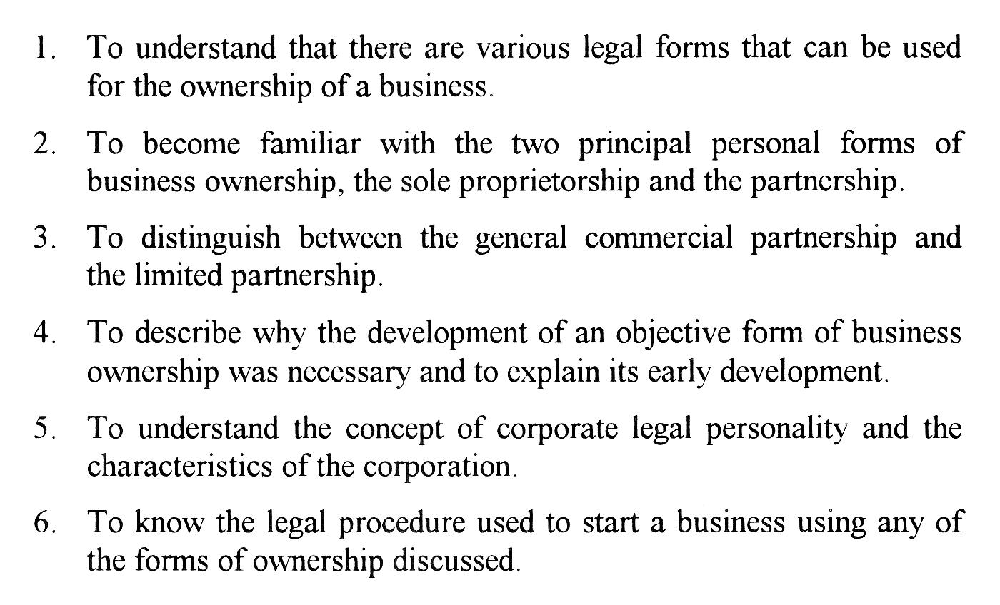 1. To understand that there are various legal forms that can be used
for the ownership of a business.
2. To become familiar with the two principal personal forms of
business ownership, the sole proprietorship and the partnership.
3. To distinguish between the general commercial partnership and
the limited partnership.
4. To describe why the development of an objective form of business
ownership was necessary and to explain its early development.
5. To understand the concept of corporate legal personality and the
characteristics of the corporation.
6. To know the legal procedure used to start a business using any of
the forms of ownership discussed.